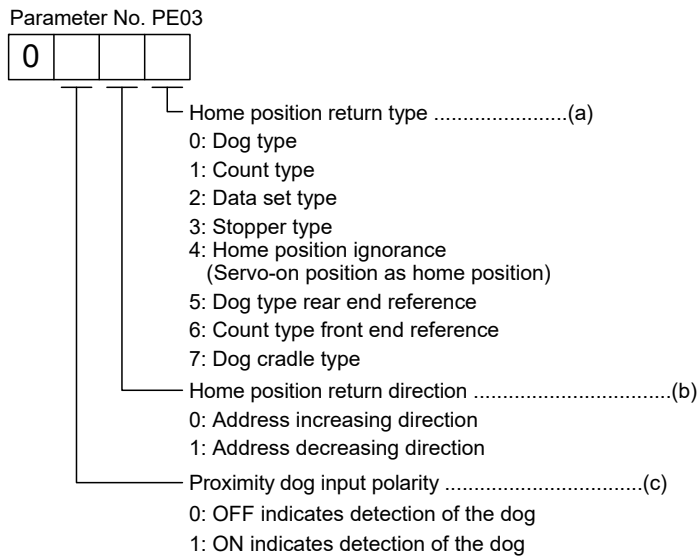 Parameter No. PE03
0
Home position return type .......................(a)
0: Dog type
1: Count type
2: Data set type
3: Stopper type
4: Home position ignorance
(Servo-on position as home position)
5: Dog type rear end reference
6: Count type front end reference
7: Dog cradle type
Home position return direction ..................................(b)
0: Address increasing direction
1: Address decreasing direction
Proximity dog input polarity ..................................(c)
0: OFF indicates detection of the dog
1: ON indicates detection of the dog